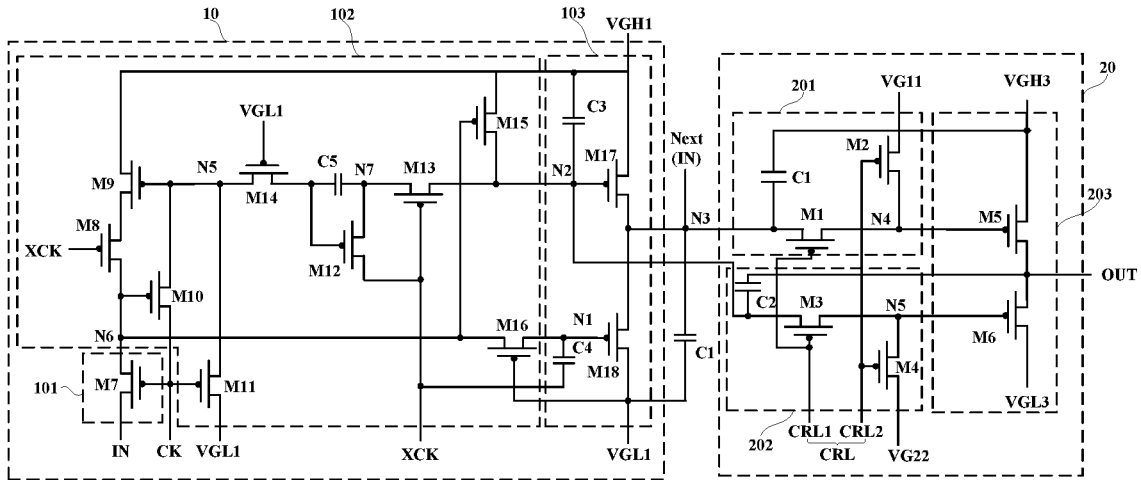 10
102
103
VGH1
20
201
VG11
VGH3
VGL1
M15
C3
Next
(IN)
M2
C1
203
M9
N5
C5
N7
M13
N2
M17
M14
M8
N3
M1
N4
M5
XCK
M12
OUT
M10
C2
M3
N5
N6
M16
N1
C4
M18
C1
M6
101
M7
M11
M4
VGL3
202
CRL1
CRL2
IN
CK
VGL1
XCK
VGL1
CRL
VG22